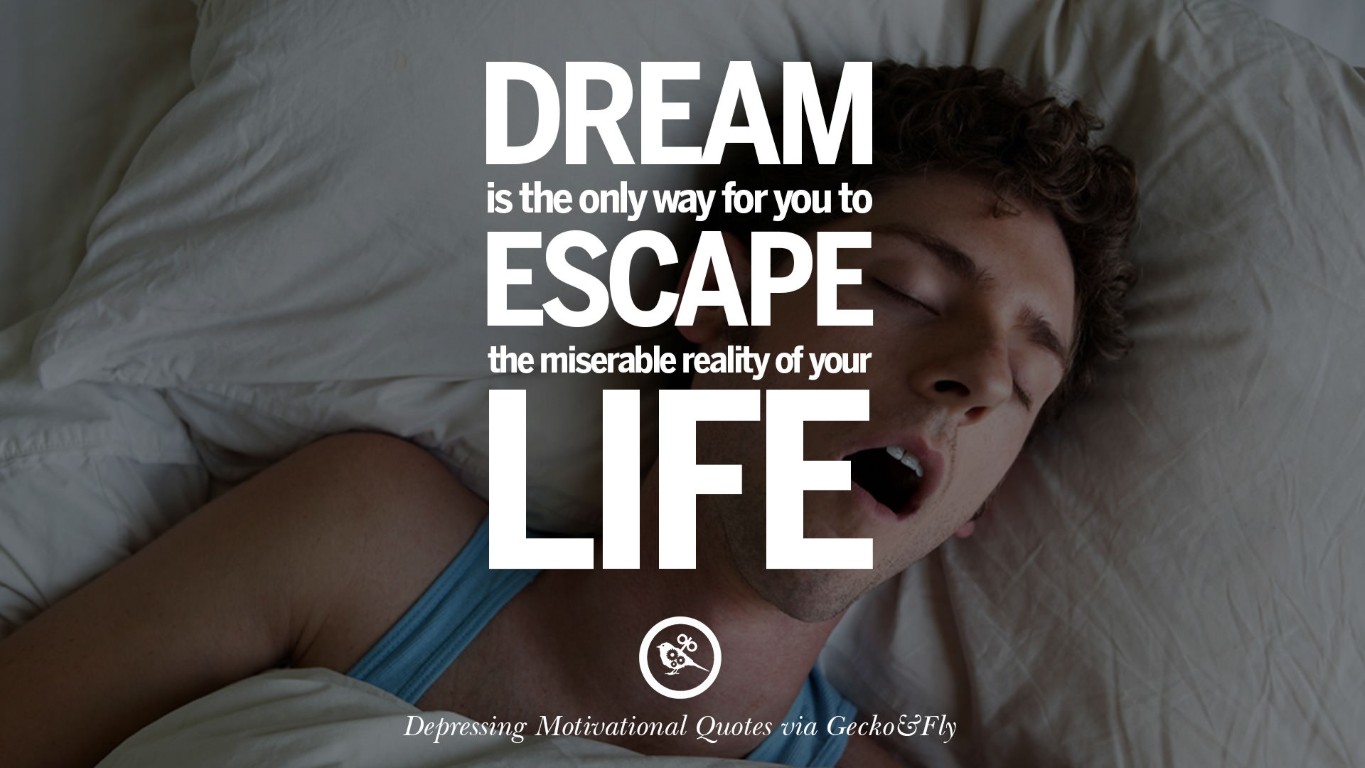 DREAM
is the only way for you to
ESCAPE
the miserable reality of your
LIFE
Depressing Motivational Quotes via Gecko&Fly